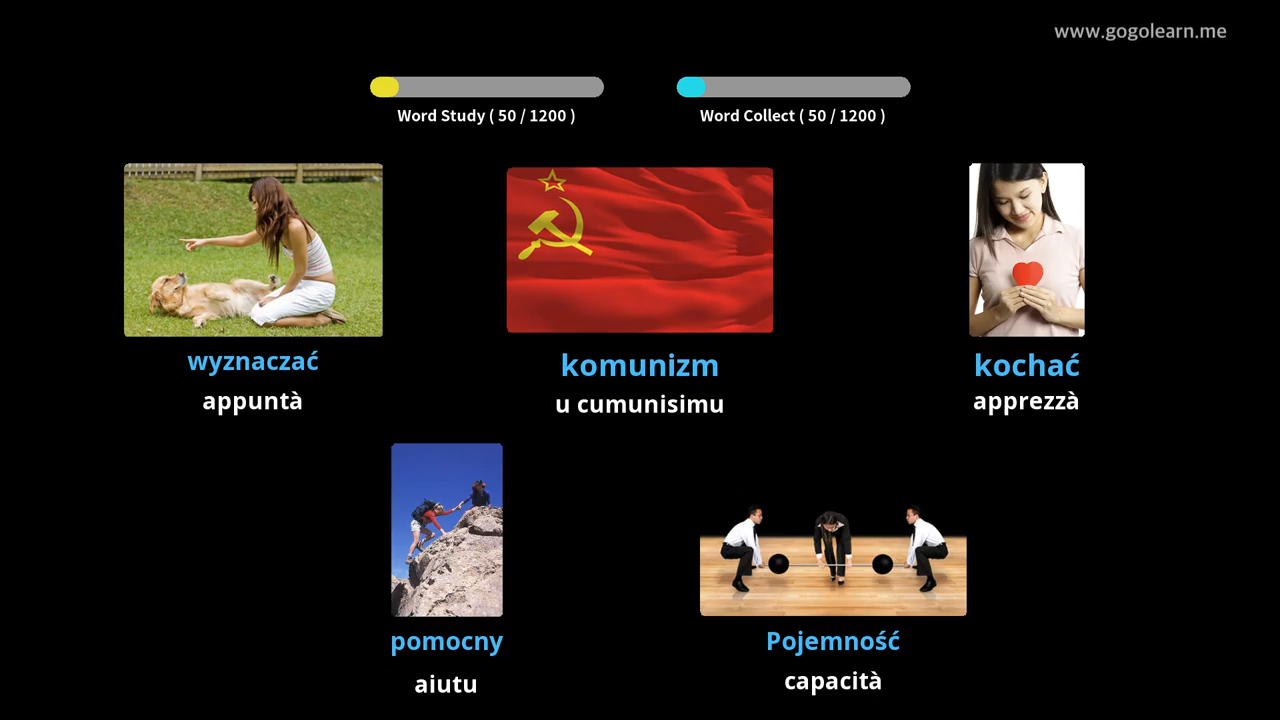 www.gogolearn.me
Word Study ( 50 / 1200 )
Word Collect ( 50 / 1200 )
wyznaczać
appuntà
komunizm
u cumunisimu
kochać
apprezzà
pomocny
aiutu
Pojemność
capacità